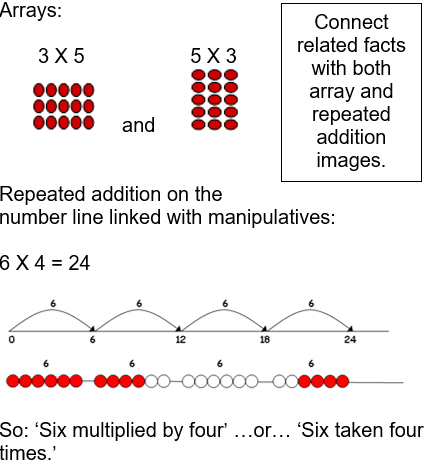 Arrays:
Connect
related facts
with both
array and
repeated
addition
images.
3 X 5
5 X 3
and
Repeated addition on the
number line linked with manipulatives:
6 X 4 = 24
6 6 6 6
0 6 12 18 24
6 6 6 6
So: ‘Six multiplied by four’ …or… ‘Six taken four
times.’